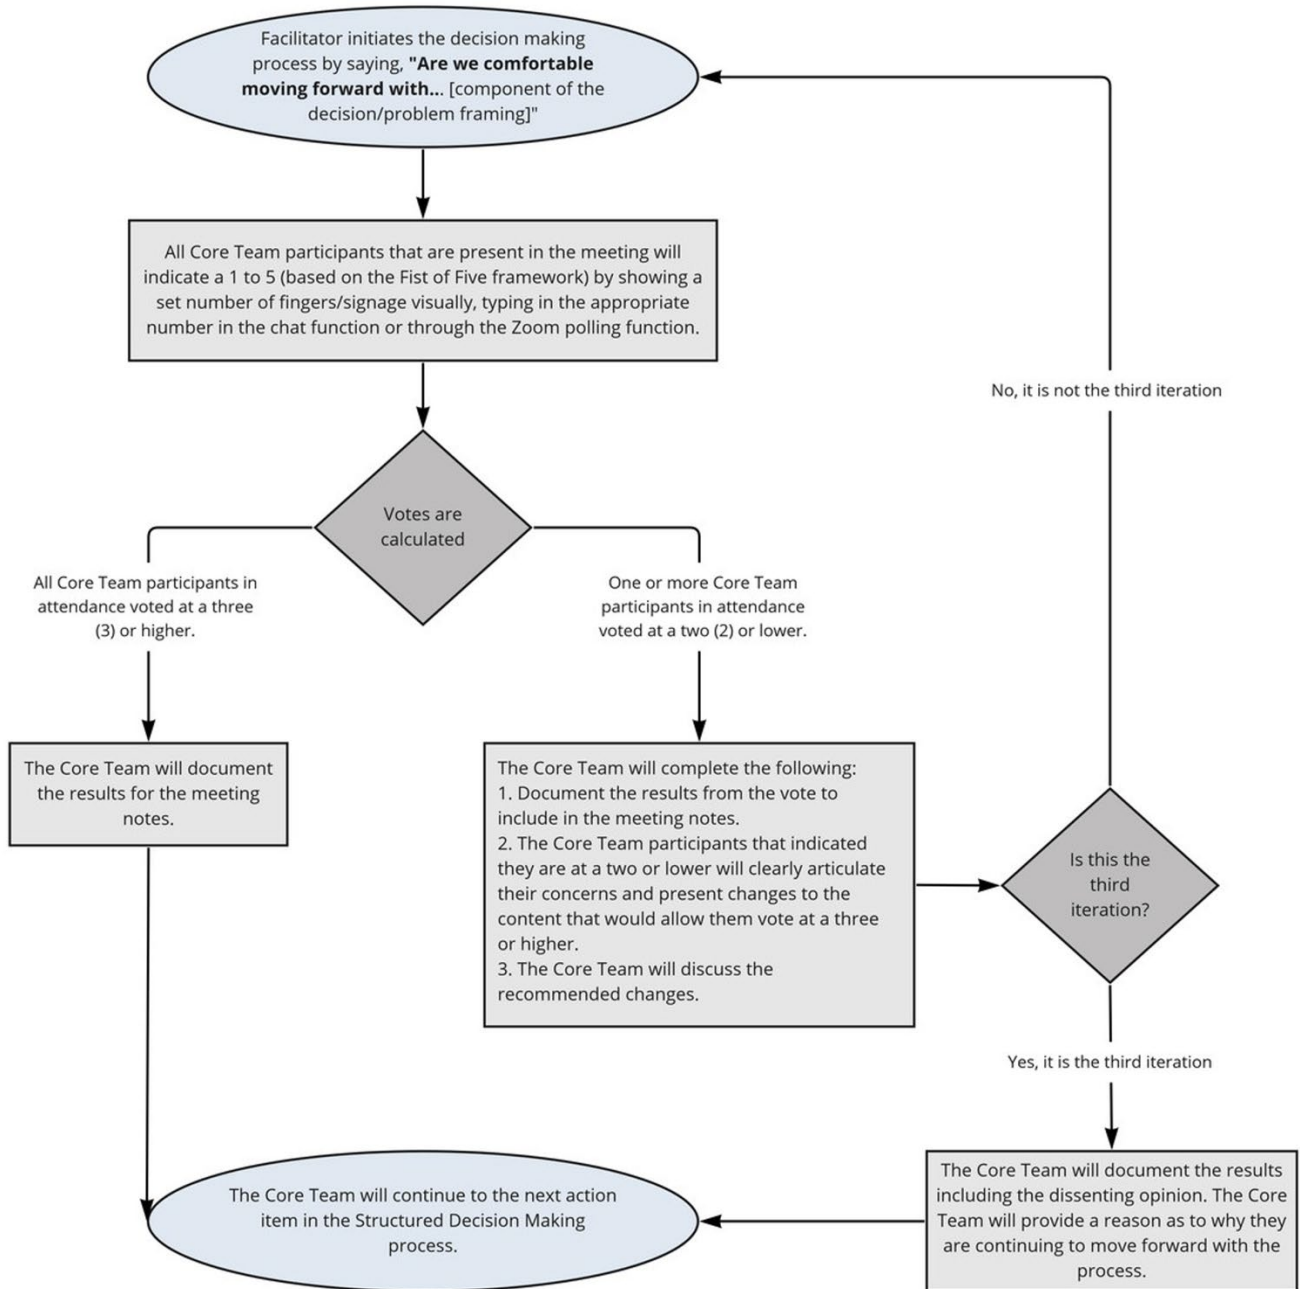 Facilitator initiates the decision making
process by saying, "Are we comfortable
moving forward with... [component of the
decision/problem framing]"
All Core Team participants that are present in the meeting will
indicate a 1 to 5 (based on the Fist of Five framework) by showing a
set number of fingers/signage visually, typing in the appropriate
number in the chat function or through the Zoom polling function.
No, it is not the third iteration
Votes are
calculated
All Core Team participants in
attendance voted at a three
(3) or higher.
One or more Core Team
participants in attendance
voted at a two (2) or lower.
The Core Team will document
the results for the meeting
notes.
The Core Team will complete the following:
1. Document the results from the vote to
include in the meeting notes.
2. The Core Team participants that indicated
they are at a two or lower will clearly articulate
their concerns and present changes to the
content that would allow them vote at a three
or higher.
3. The Core Team will discuss the
recommended changes.
Is this the
third
iteration?
Yes, it is the third iteration
The Core Team will document the results
including the dissenting opinion. The Core
Team will provide a reason as to why they
are continuing to move forward with the
process.
The Core Team will continue to the next action
item in the Structured Decision Making
process.